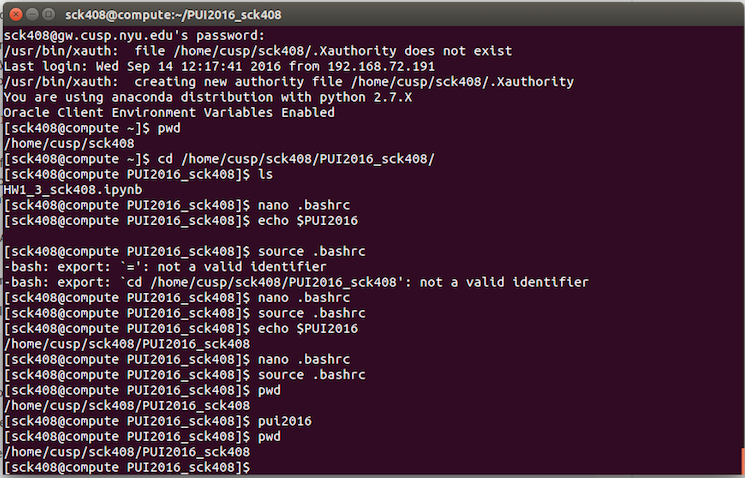 sck408@compute:~/PUI2016_sck408
sck408@gw.cusp.nyu.edu's password:
/usr/bin/xauth:  file /home/cusp/sck408/.Xauthority does not exist
Last login: Wed Sep 14 12:17:41 2016 from 192.168.72.191
/usr/bin/xauth:  creating new authority file /home/cusp/sck408/.Xauthority
You are using anaconda distribution with python 2.7.X
Oracle Client Environment Variables Enabled
[sck408@compute ~]$ pwd
/home/cusp/sck408
[sck408@compute ~]$ cd /home/cusp/sck408/PUI2016_sck408/
[sck408@compute PUI2016_sck408]$ ls
HW1_3_sck408.ipynb
[sck408@compute PUI2016_sck408]$ nano .bashrc
[sck408@compute PUI2016_sck408]$ echo $PUI2016
[sck408@compute PUI2016_sck408]$ source .bashrc
-bash: export: `=': not a valid identifier
-bash: export: `cd /home/cusp/sck408/PUI2016_sck408': not a valid identifier
[sck408@compute PUI2016_sck408]$ nano .bashrc
[sck408@compute PUI2016_sck408]$ source .bashrc
[sck408@compute PUI2016_sck408]$ echo $PUI2016
/home/cusp/sck408/PUI2016_sck408
[sck408@compute PUI2016_sck408]$ nano .bashrc
[sck408@compute PUI2016_sck408]$ source .bashrc
[sck408@compute PUI2016_sck408]$ pwd
/home/cusp/sck408/PUI2016_sck408
[sck408@compute PUI2016_sck408]$ pui2016
[sck408@compute PUI2016_sck408]$ pwd
/home/cusp/sck408/PUI2016_sck408
[sck408@compute PUI2016_sck408]$